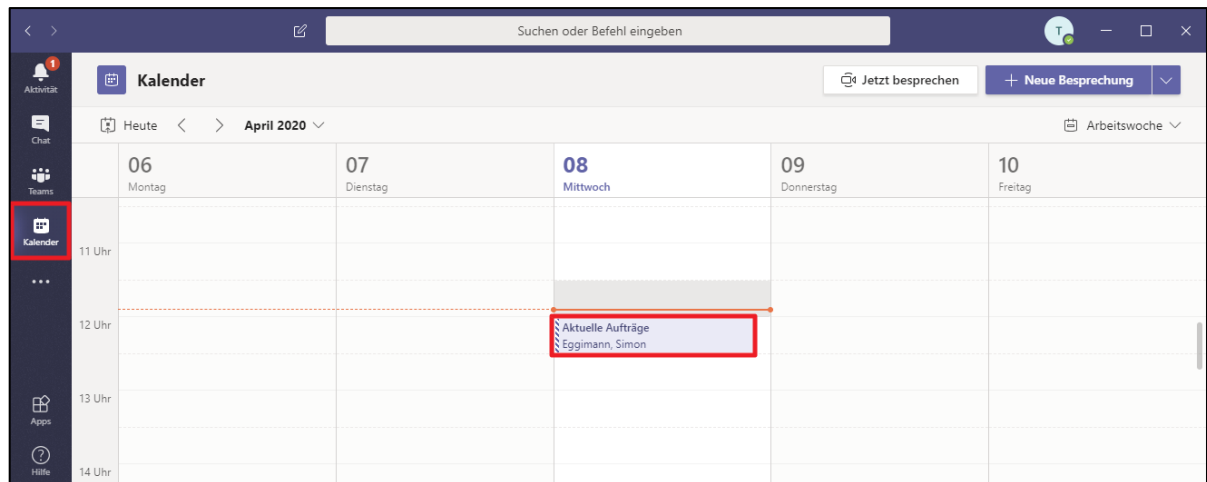 Suchen oder Befehl eingeben
T
1
Aktivität
Kalender
Jetzt besprechen
Neue Besprechung
Chat
Heute
April 2020
Arbeitswoche
Teams
06
Montag
07
Dienstag
08
Mittwoch
09
Donnerstag
10
Freitag
Kalender
11 Uhr
12 Uhr
Aktuelle Aufträge
Eggimann, Simon
13 Uhr
Apps
14 Uhr
Hilfe